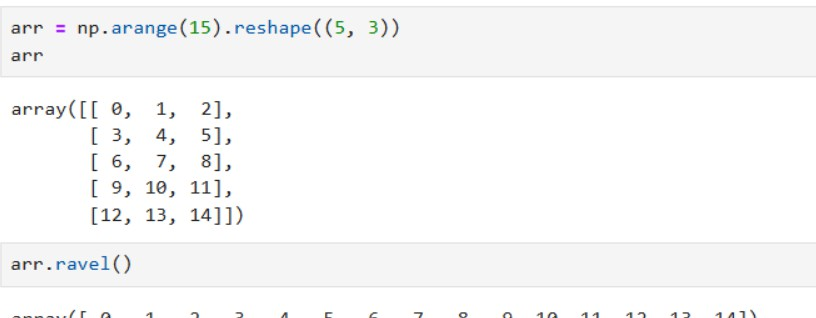 arr = np.arange(15).reshape((5, 3))
arr
array([[ 0,  1,  2],
       [ 3,  4,  5],
       [ 6,  7,  8],
       [ 9, 10, 11],
       [12, 13, 14]])
arr.ravel()
array([ 0,  1,  2,  3,  4,  5,  6,  7,  8,  9, 10, 11, 12, 13, 14])